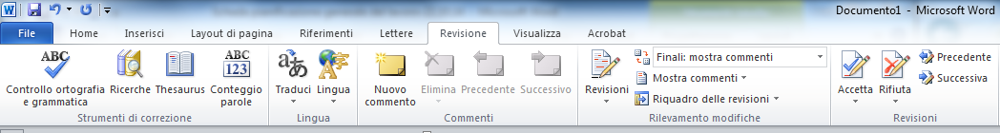 Documento1 - Microsoft Word
File Home Inserisci Layout di pagina Riferimenti Lettere Revisione Visualizza Acrobat
ABC Controllo ortografia e grammatica
Ricerche
Thesaurus
ABC 123 Conteggio parole
Strumenti di correzione
Traduci
Lingua
Lingua
Nuovo commento
Elimina
Precedente
Successivo
Commenti
Revisioni
Finali: mostra commenti
Mostra commenti
Riquadro delle revisioni
Rilevamento modifiche
Accetta
Rifiuta
Precedente
Successiva
Revisioni